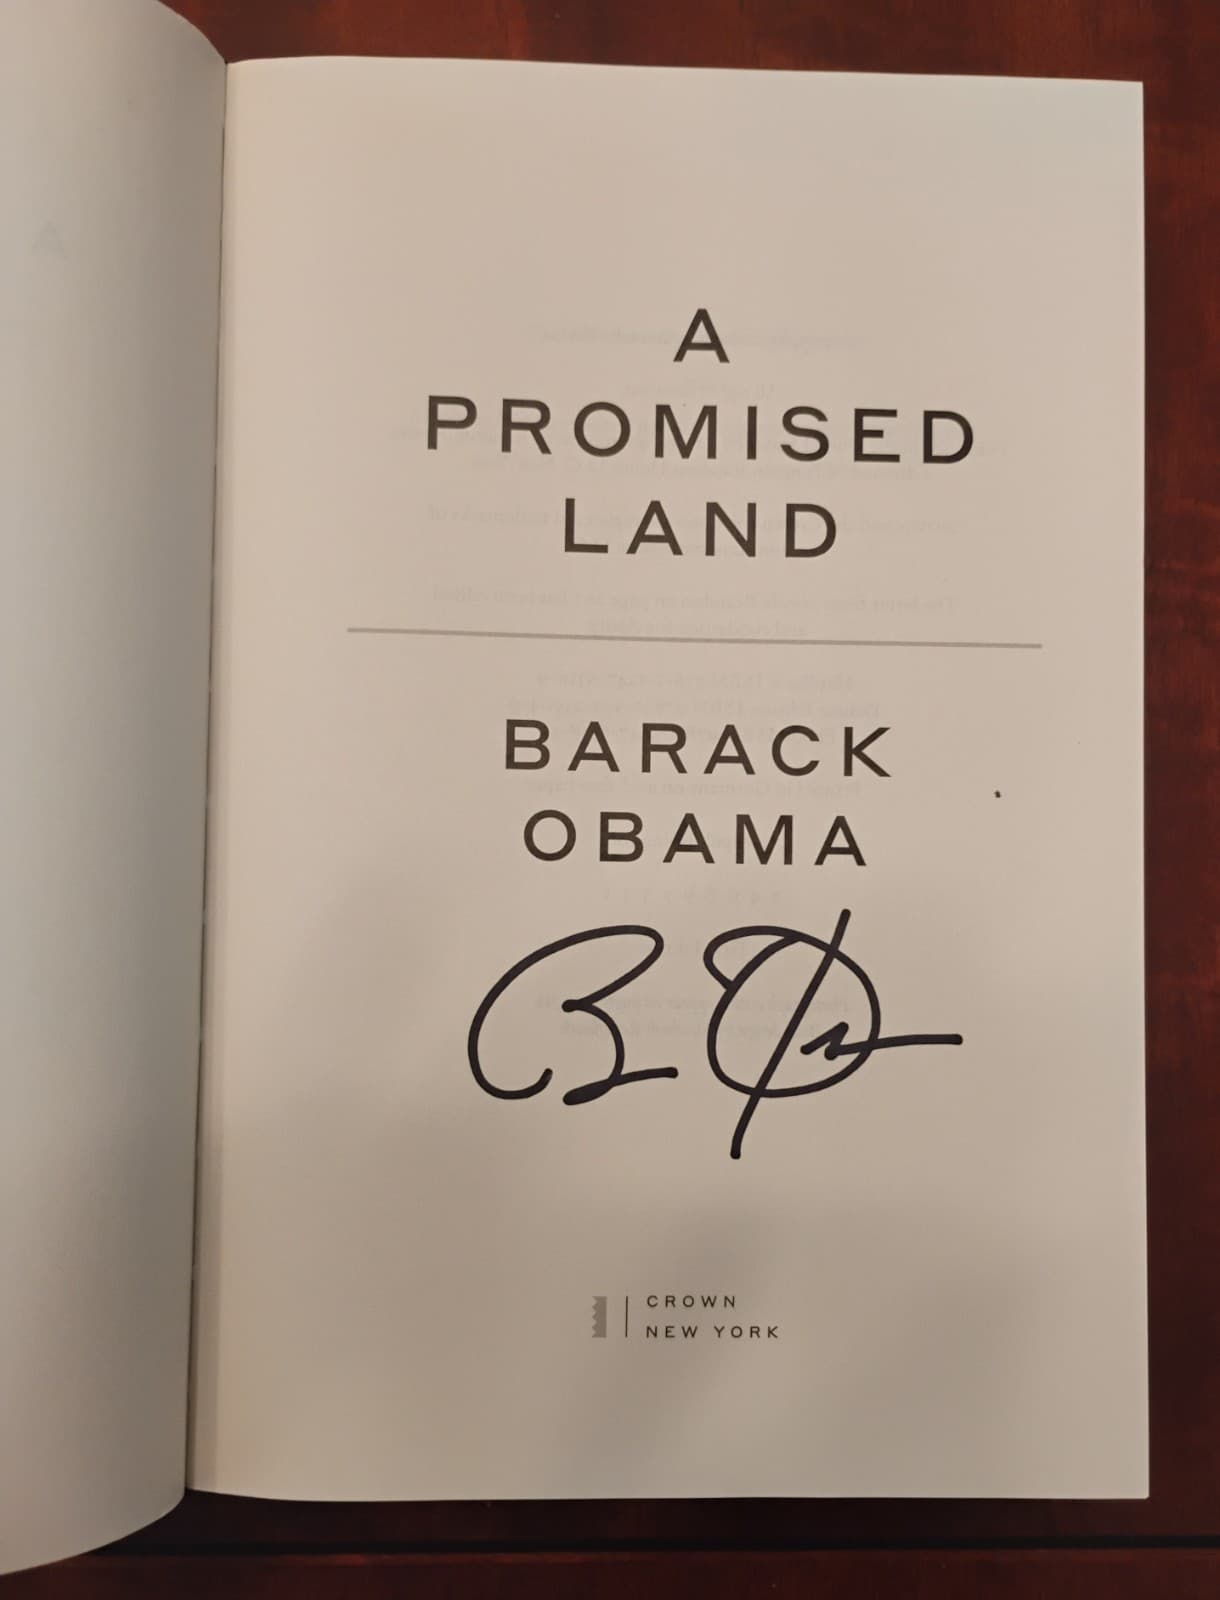 A
PROMISED
LAND
BARACK
OBAMA
CROWN
NEW YORK